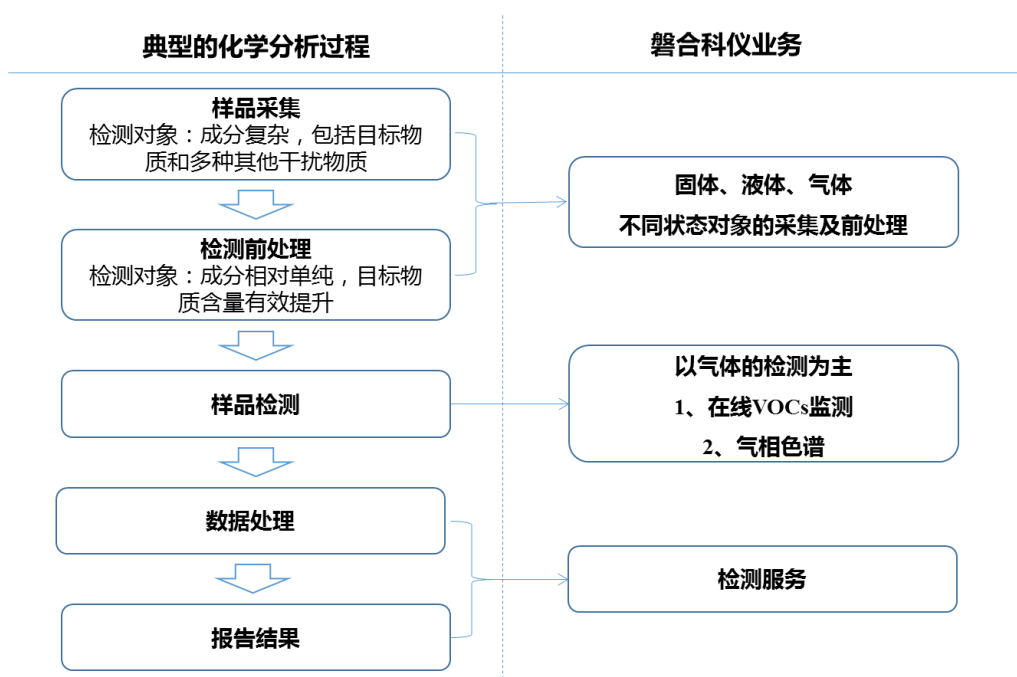 典型的化学分析过程
磐合科仪业务
样品采集
检测对象：成分复杂，包括目标物
质和多种其他干扰物质
检测前处理
检测对象：成分相对单纯，目标物
质含量有效提升
样品检测
数据处理
报告结果
固体、液体、气体
不同状态对象的采集及前处理
以气体的检测为主
1、在线VOCs监测
2、气相色谱
检测服务